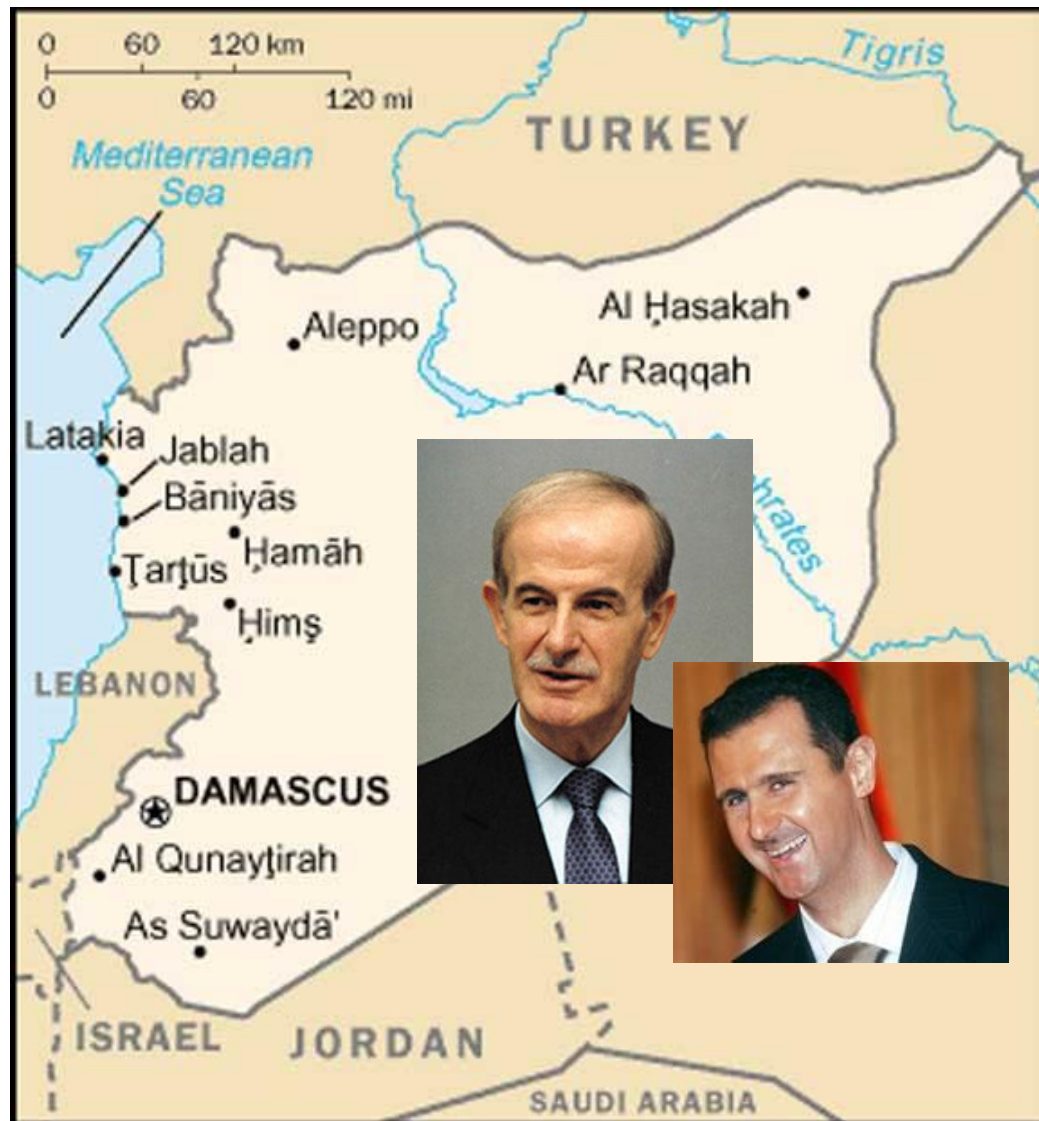 0 60 120 km
0 60 120 mi
Tigris
TURKEY
Mediterranean
Sea
Al Ḩasakah
Aleppo
Ar Raqqah
Latakia
Jablah
Bāniyās
Ḩamāh
Ţarţūs
Ḩimş
hrates
LEBANON
DAMASCUS
Al Qunayţirah
As Suwaydā'
ISRAEL
JORDAN
SAUDI ARABIA